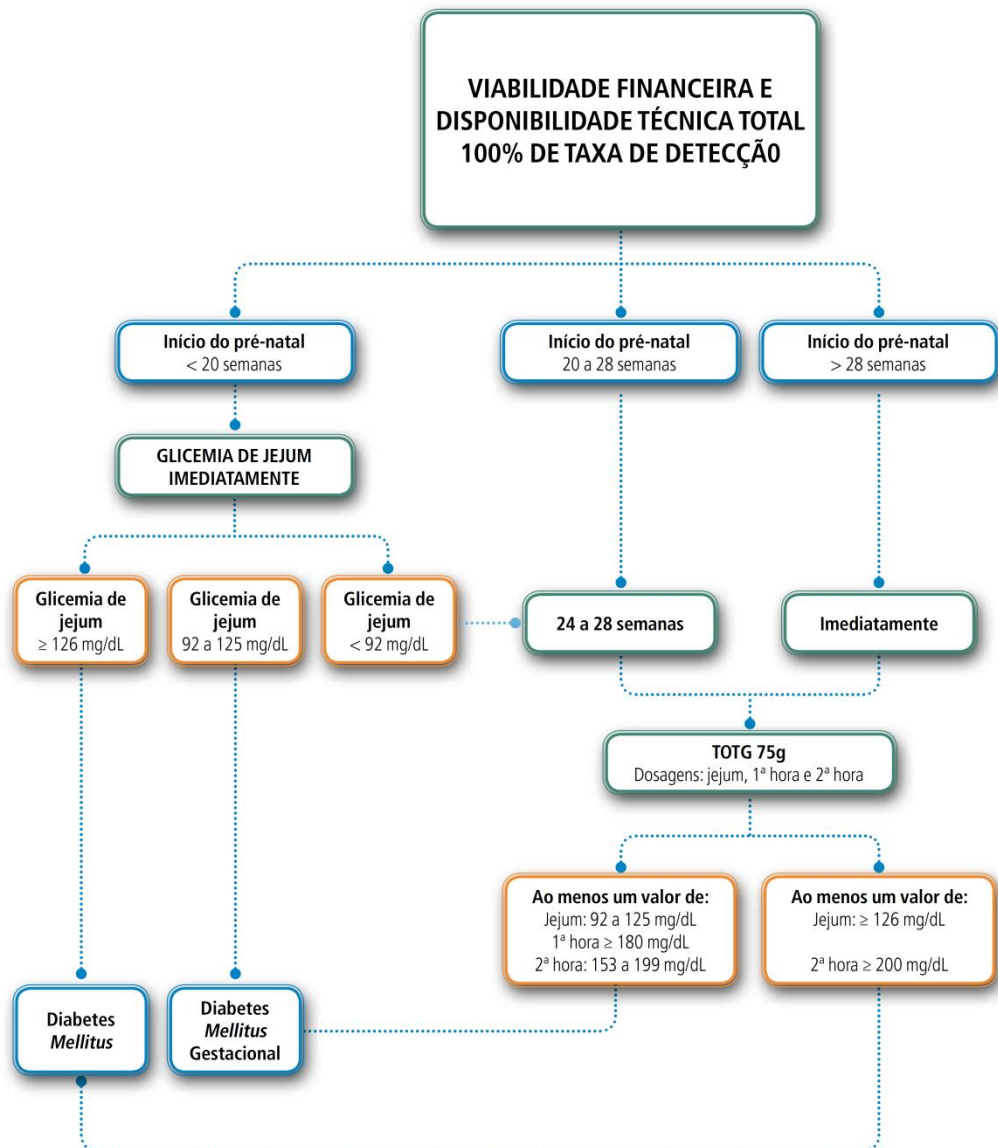 VIABILIDADE FINANCEIRA E
DISPONIBILIDADE TÉCNICA TOTAL
100% DE TAXA DE DETECÇÃO
Início do pré-natal
< 20 semanas
Início do pré-natal
20 a 28 semanas
Início do pré-natal
> 28 semanas
GLICEMIA DE JEJUM
IMEDIATAMENTE
Glicemia de
jejum
≥ 126 mg/dL
Glicemia de
jejum
92 a 125 mg/dL
Glicemia de
jejum
< 92 mg/dL
24 a 28 semanas
Imediatamente
TOTG 75g
Dosagens: jejum, 1ª hora e 2ª hora
Ao menos um valor de:
Jejum: 92 a 125 mg/dL
1ª hora ≥ 180 mg/dL
2ª hora: 153 a 199 mg/dL
Ao menos um valor de:
Jejum: ≥ 126 mg/dL
2ª hora ≥ 200 mg/dL
Diabetes
Mellitus
Diabetes
Mellitus
Gestacional